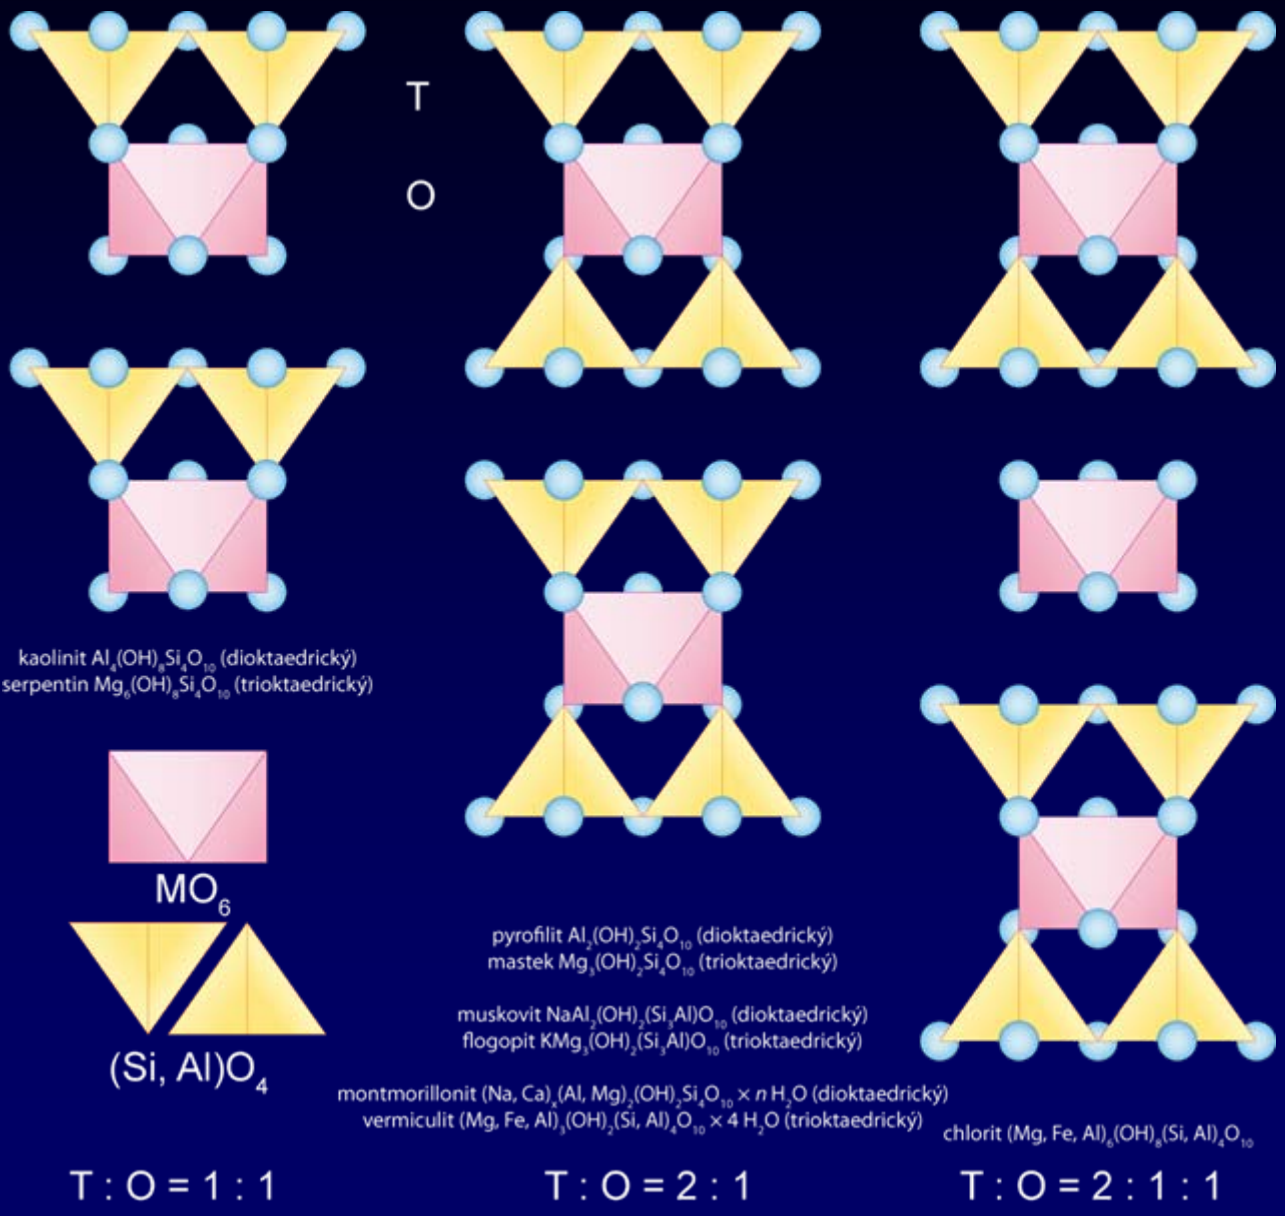 T
O
kaolinit Al₄(OH)₈Si₄O₁₀ (dioktaedrický)
serpentin Mg₆(OH)₈Si₄O₁₀ (trioktaedrický)
MO₆
(Si, Al)O₄
pyrofilit Al₂(OH)₂Si₄O₁₀ (dioktaedrický)
mastek Mg₃(OH)₂Si₄O₁₀ (trioktaedrický)
muskovit NaAl₂(OH)₂(Si₃Al)O₁₀ (dioktaedrický)
flogopit KMg₃(OH)₂(Si₃Al)O₁₀ (trioktaedrický)
montmorillonit (Na, Ca)ₓ(Al, Mg)₂(OH)₂Si₄O₁₀ × n H₂O (dioktaedrický)
vermiculit (Mg, Fe, Al)₃(OH)₂(Si, Al)₄O₁₀ × 4 H₂O (trioktaedrický)
chlorit (Mg, Fe, Al)₆(OH)₈(Si, Al)₄O₁₀
T : O = 1 : 1
T : O = 2 : 1
T : O = 2 : 1 : 1